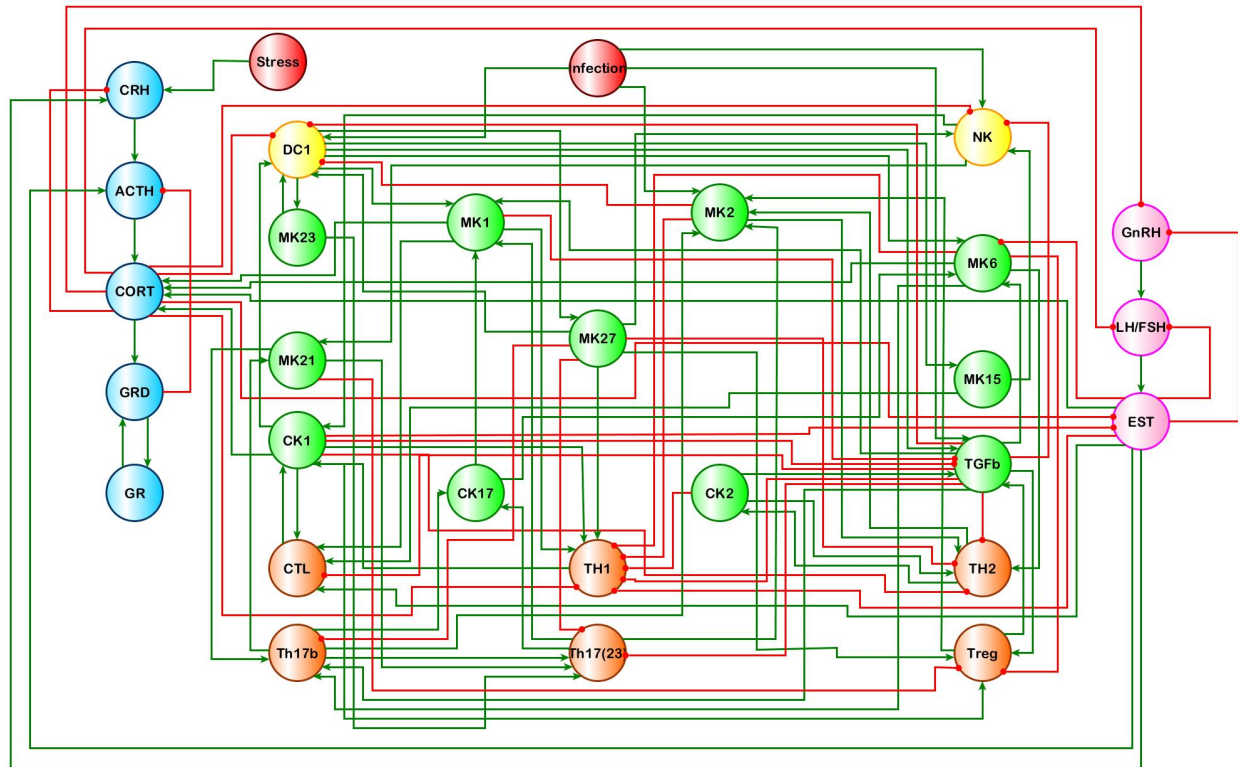 Stress
Infection
CRH
NK
DC1
ACTH
MK2
MK1
GnRH
MK23
MK6
CORT
LH/FSH
MK27
MK21
MK15
GRD
EST
CK1
TGFb
GR
CK17
CK2
CTL
TH1
TH2
Th17b
Th17(23)
Treg